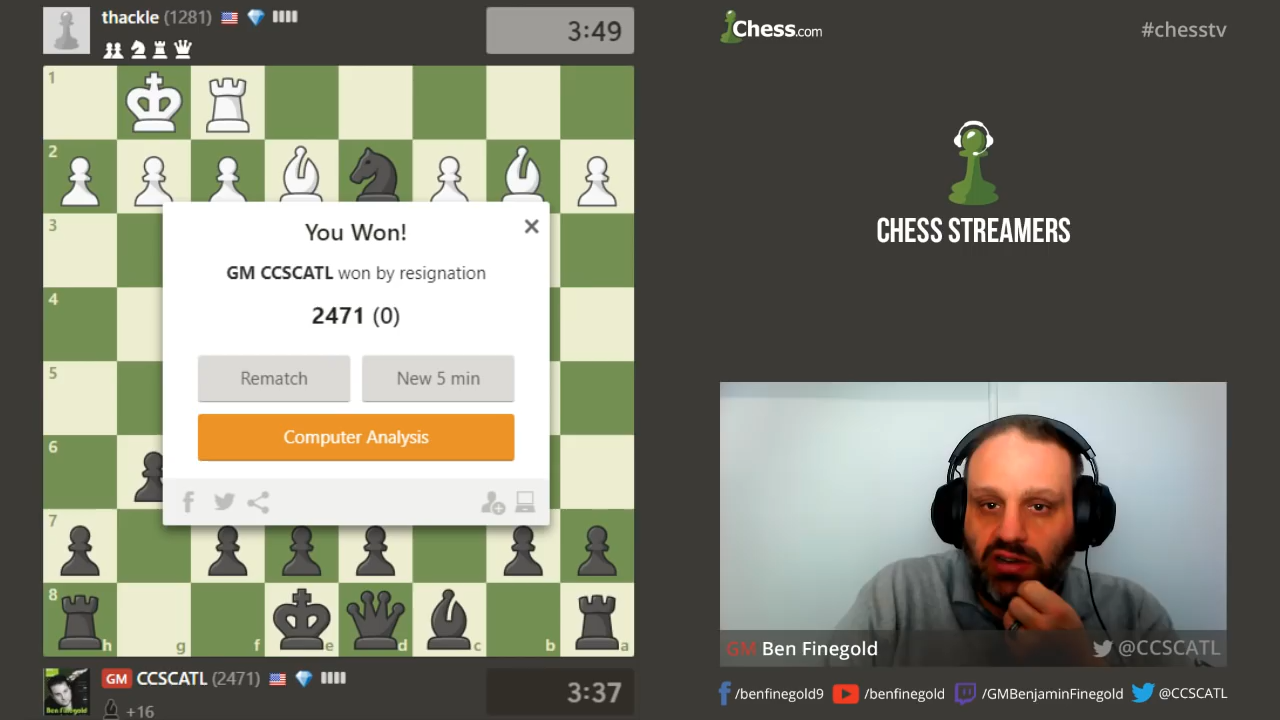 thackle (1281)
3:49
1
2
3
4
5
6
7
8
h g f e d c b a
You Won!
GM CCSCATL won by resignation
2471 (0)
Rematch
New 5 min
Computer Analysis
GM CCSCATL (2471)
+16
3:37
Ben Finegold
Chess.com
#chesstv
CHESS STREAMERS
GM Ben Finegold
@CCSCATL
/benfinegold9
/benfinegold
/GMBenjaminFinegold
@CCSCATL